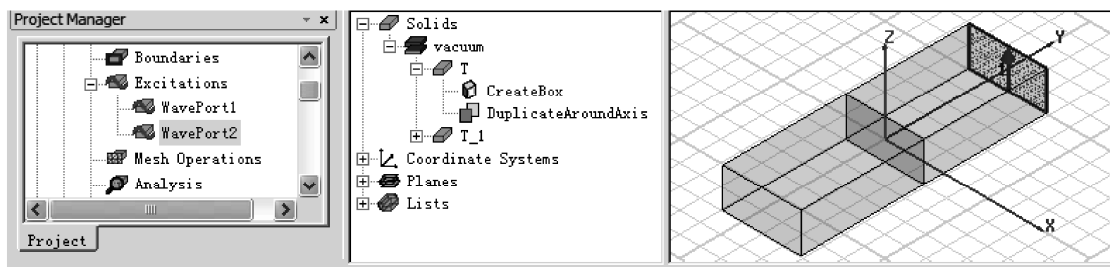 Project Manager
Boundaries
Excitations
WavePort1
WavePort2
Mesh Operations
Analysis
Project
Solids
vacuum
T
CreateBox
DuplicateAroundAxis
T_1
Coordinate Systems
Planes
Lists
Z
Y
X